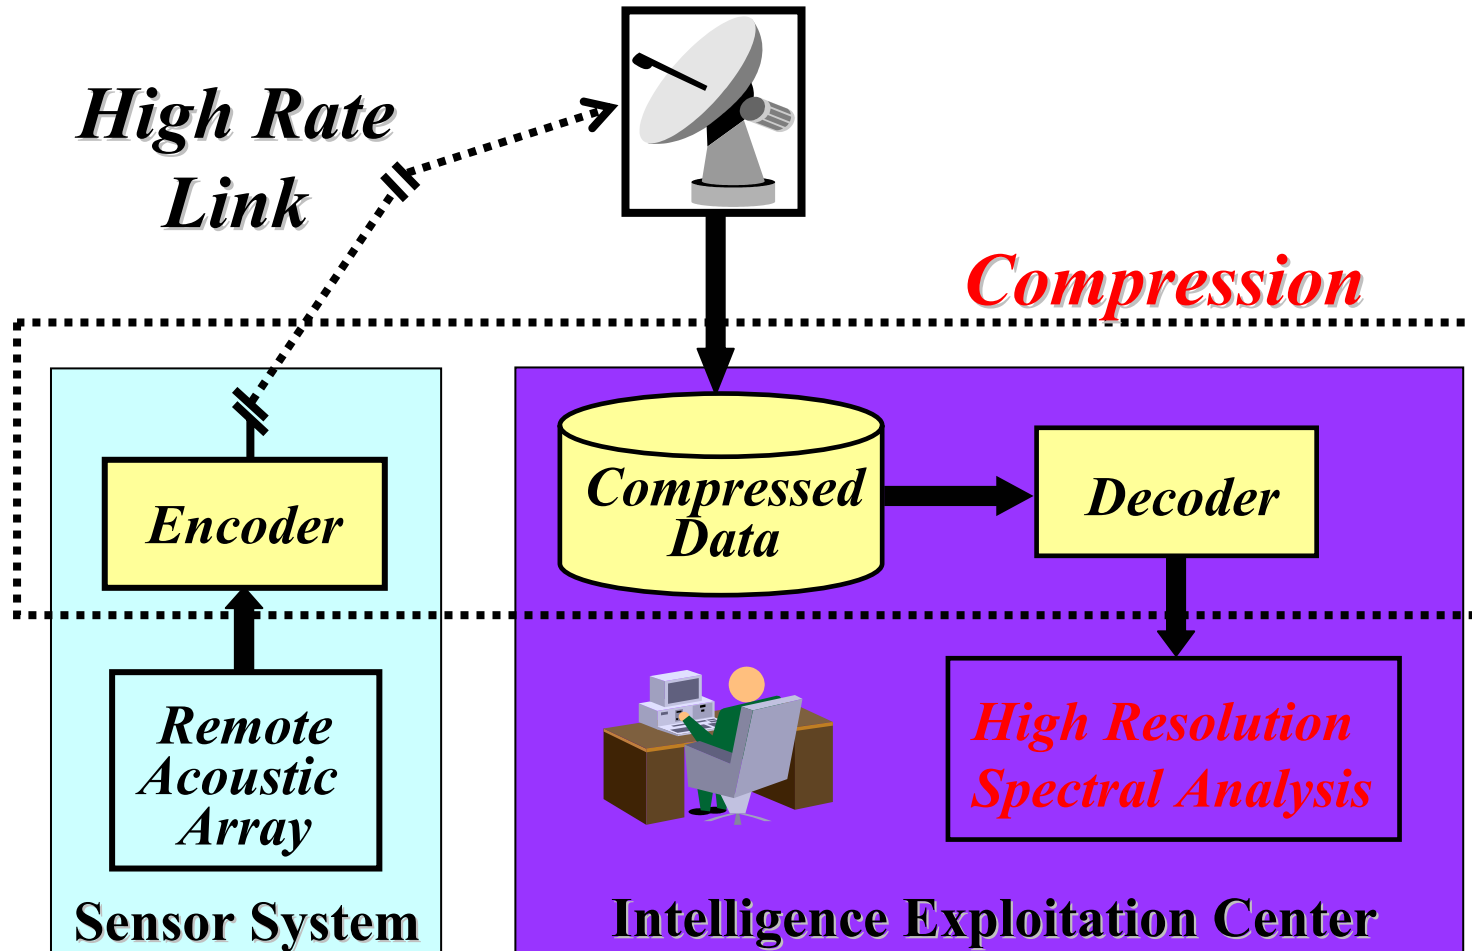 High Rate
Link
Compression
Encoder
Compressed
Data
Decoder
Remote
Acoustic
Array
High Resolution
Spectral Analysis
Sensor System
Intelligence Exploitation Center